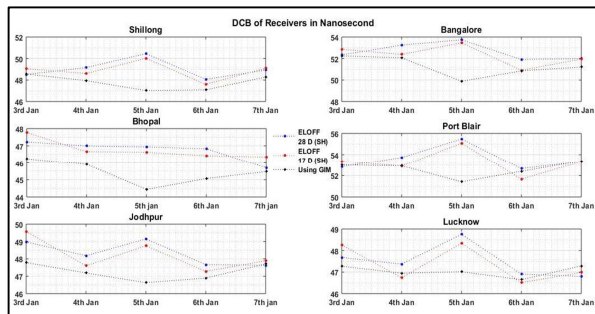 DCB of Receivers in Nanosecond
Shillong
52
50
48
46
3rd Jan 4th Jan 5th Jan 6th Jan 7th Jan
Bangalore
54
52
50
48
3rd Jan 4th Jan 5th Jan 6th Jan 7th Jan
Bhopal
48
47
46
45
44
3rd Jan 4th Jan 5th Jan 6th Jan 7th Jan
ELOFF
28 D (SH)
ELOFF
17 D (SH)
Using GIM
Port Blair
56
54
52
50
3rd Jan 4th Jan 5th Jan 6th Jan 7th Jan
Jodhpur
50
49
48
47
46
3rd Jan 4th Jan 5th Jan 6th Jan 7th jan
Lucknow
49
48
47
46
3rd Jan 4th Jan 5th Jan 6th Jan 7th Jan